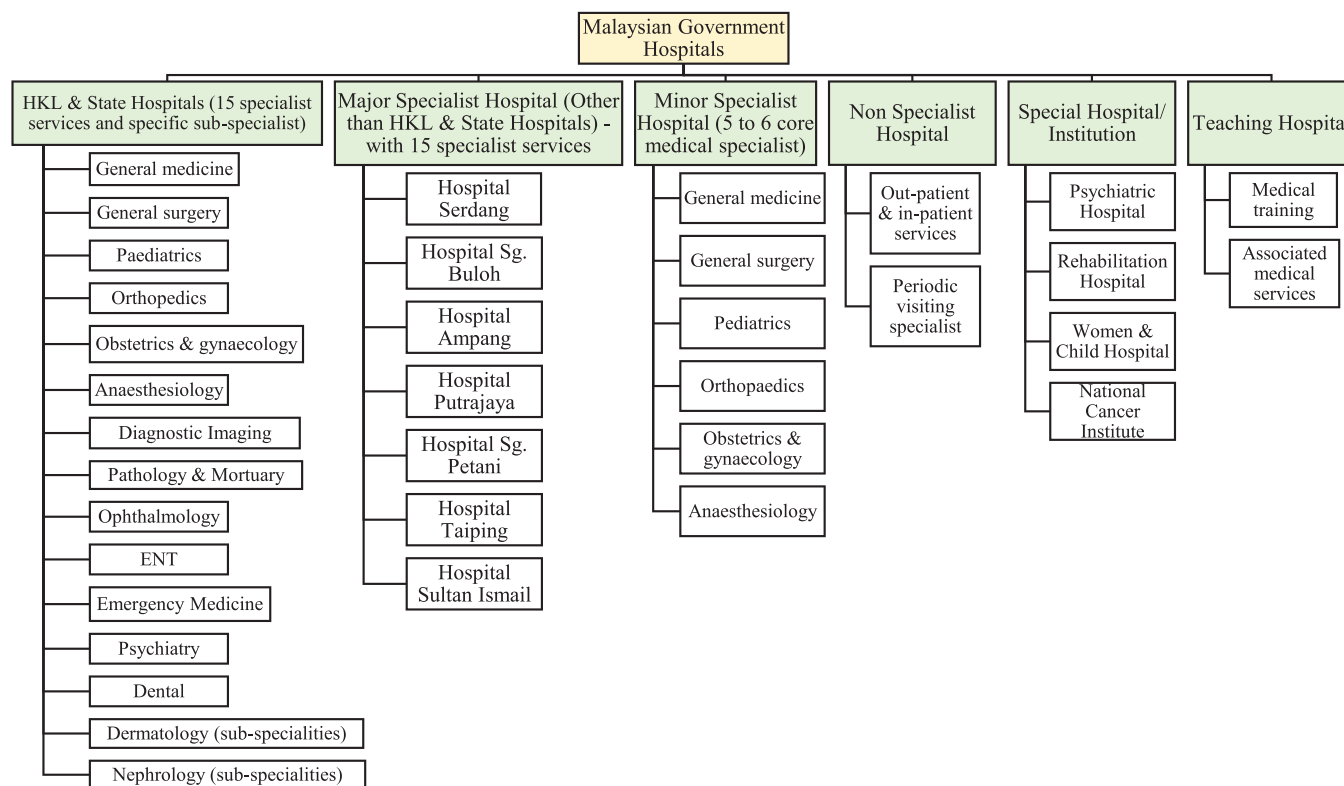 Malaysian Government
Hospitals
HKL & State Hospitals (15 specialist
services and specific sub-specialist)
General medicine
General surgery
Paediatrics
Orthopedics
Obstetrics & gynaecology
Anaesthesiology
Diagnostic Imaging
Pathology & Mortuary
Ophthalmology
ENT
Emergency Medicine
Psychiatry
Dental
Dermatology (sub-specialities)
Nephrology (sub-specialities)
Major Specialist Hospital (Other
than HKL & State Hospitals) -
with 15 specialist services
Hospital
Serdang
Hospital Sg.
Buloh
Hospital
Ampang
Hospital
Putrajaya
Hospital Sg.
Petani
Hospital
Taiping
Hospital
Sultan Ismail
Minor Specialist
Hospital (5 to 6 core
medical specialist)
General medicine
General surgery
Pediatrics
Orthopaedics
Obstetrics &
gynaecology
Anaesthesiology
Non Specialist
Hospital
Out-patient
& in-patient
services
Periodic
visiting
specialist
Special Hospital/
Institution
Psychiatric
Hospital
Rehabilitation
Hospital
Women &
Child Hospital
National
Cancer
Institute
Teaching Hospital
Medical
training
Associated
medical
services